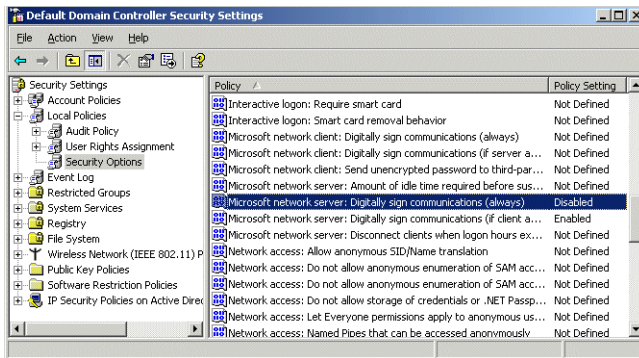 Default Domain Controller Security Settings
File Action View Help
Security Settings
Account Policies
Local Policies
Audit Policy
User Rights Assignment
Security Options
Event Log
Restricted Groups
System Services
Registry
File System
Wireless Network (IEEE 802.11) P
Public Key Policies
Software Restriction Policies
IP Security Policies on Active Direc
Policy Policy Setting
Interactive logon: Require smart card Not Defined
Interactive logon: Smart card removal behavior Not Defined
Microsoft network client: Digitally sign communications (always) Not Defined
Microsoft network client: Digitally sign communications (if server a... Not Defined
Microsoft network client: Send unencrypted password to third-par... Not Defined
Microsoft network server: Amount of idle time required before sus... Not Defined
Microsoft network server: Digitally sign communications (always) Disabled
Microsoft network server: Digitally sign communications (if client a... Enabled
Microsoft network server: Disconnect clients when logon hours ex... Not Defined
Network access: Allow anonymous SID/Name translation Not Defined
Network access: Do not allow anonymous enumeration of SAM acc... Not Defined
Network access: Do not allow anonymous enumeration of SAM acc... Not Defined
Network access: Do not allow storage of credentials or .NET Passp... Not Defined
Network access: Let Everyone permissions apply to anonymous us... Not Defined
Network access: Named Pipes that can be accessed anonymously Not Defined